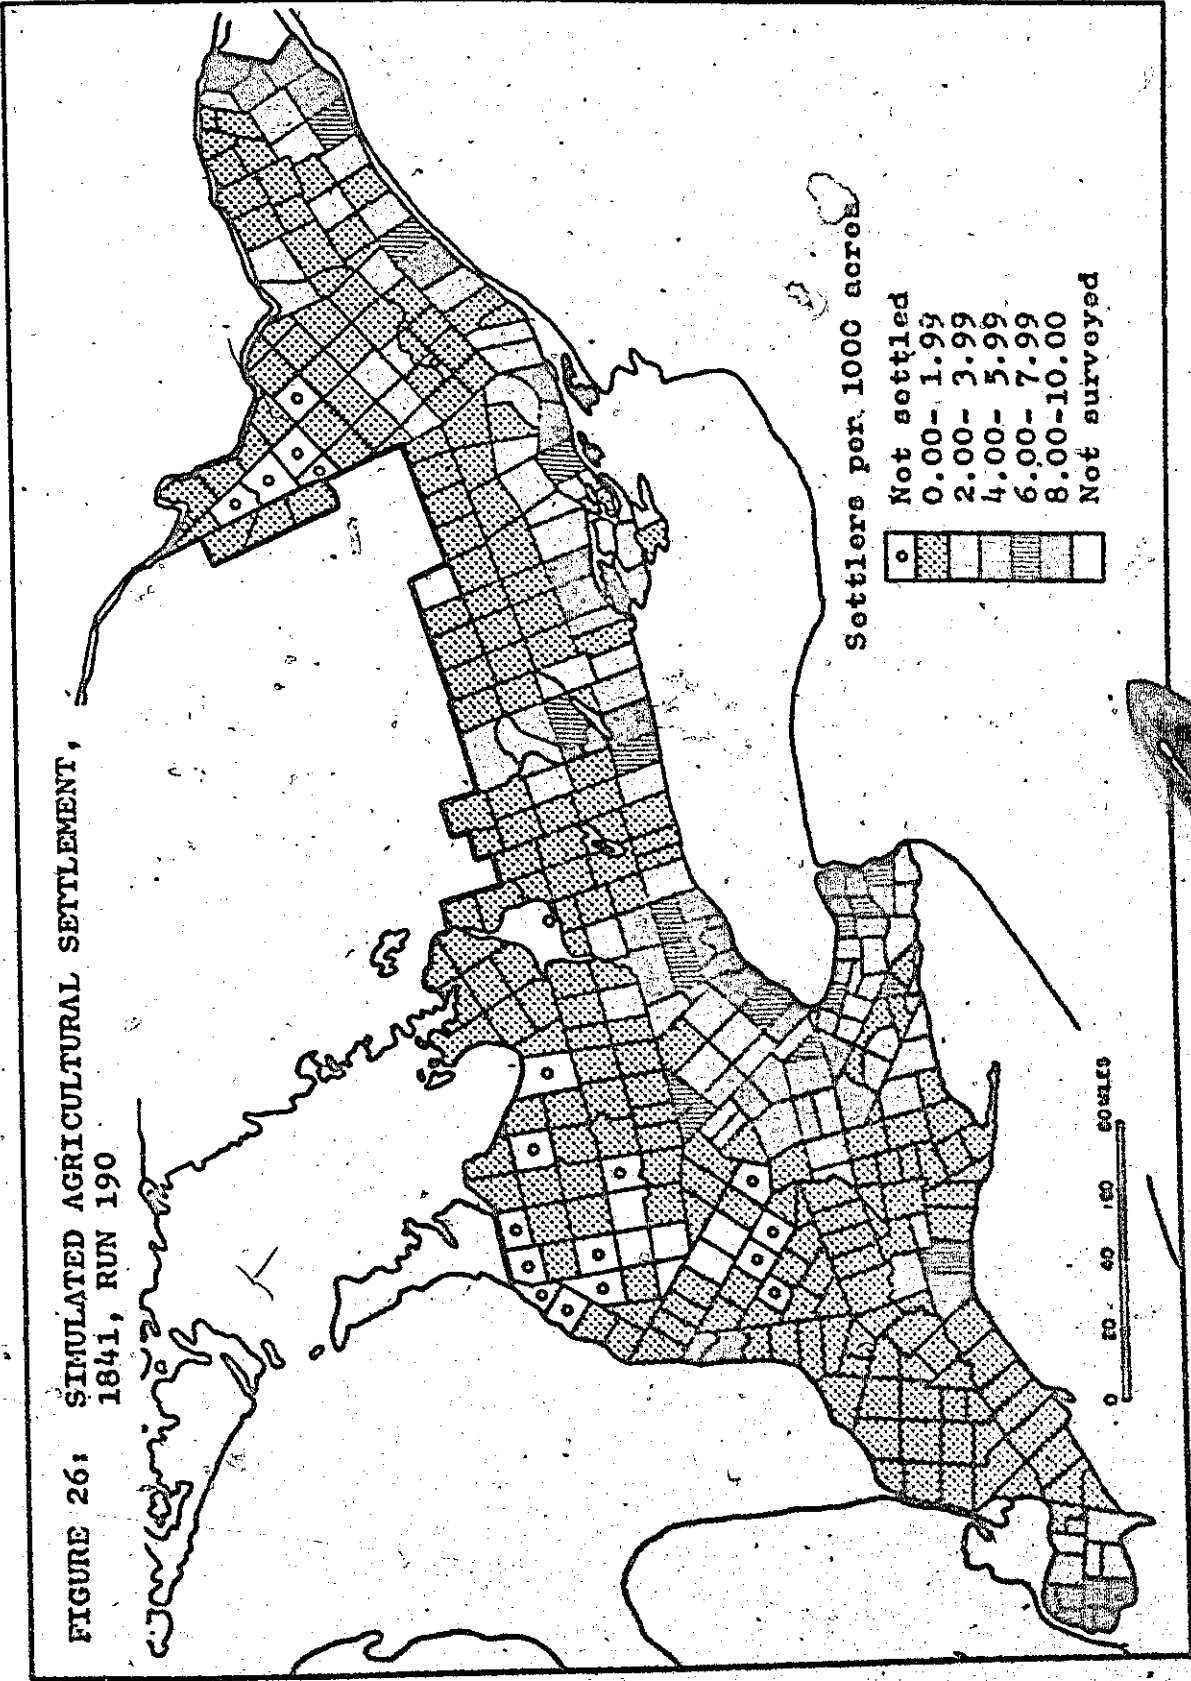 FIGURE 26: SIMULATED AGRICULTURAL SETTLEMENT,
1841, RUN 190
Settlers per 1000 acres
Not settled
0.00- 1.99
2.00- 3.99
4.00- 5.99
6.00- 7.99
8.00-10.00
Not surveyed
0 20 40 60 80 MILES